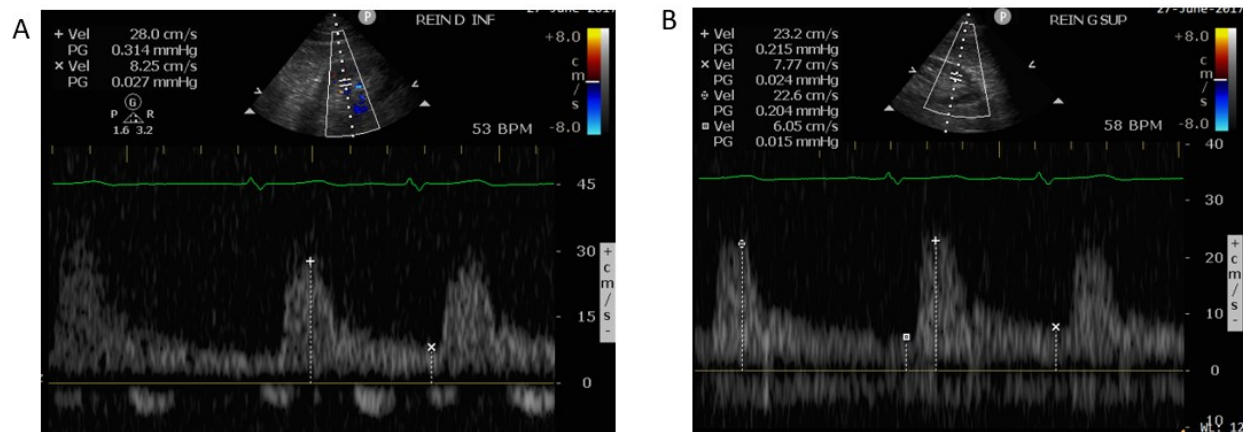 A
27-June-2017
P
REIN D INF
+ Vel 28.0 cm/s
PG 0.314 mmHg
× Vel 8.25 cm/s
PG 0.027 mmHg
G
P R
1.6 3.2
+8.0
c
m
/
s
-8.0
53 BPM
45
30
15
0
+
c
m
/
s
-
B
27-June-2017
P
REIN G SUP
+ Vel 23.2 cm/s
PG 0.215 mmHg
× Vel 7.77 cm/s
PG 0.024 mmHg
Vel 22.6 cm/s
PG 0.204 mmHg
Vel 6.05 cm/s
PG 0.015 mmHg
+8.0
c
m
/
s
-8.0
58 BPM
40
30
20
10
0
10
+
c
m
/
s
-